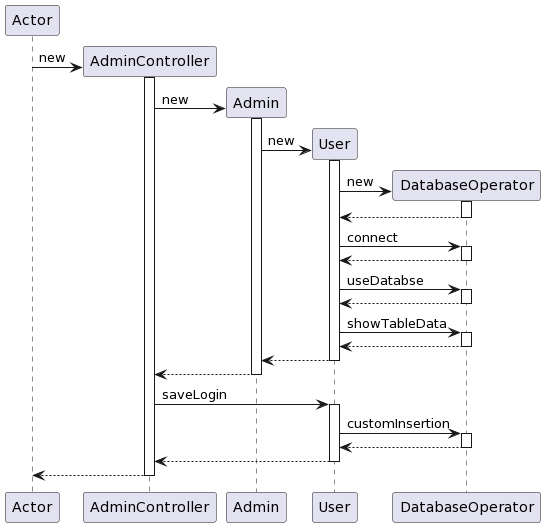 Actor
new
AdminController
new
Admin
new
User
new
DatabaseOperator
connect
useDatabse
showTableData
saveLogin
customInsertion
Actor
AdminController
Admin
User
DatabaseOperator